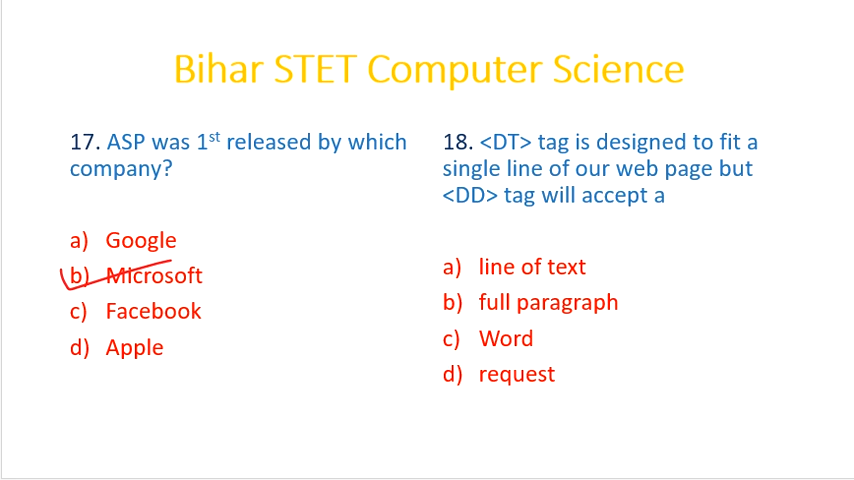 Bihar STET Computer Science
17. ASP was 1st released by which
company?
a) Google
b) Microsoft
c) Facebook
d) Apple
18. <DT> tag is designed to fit a
single line of our web page but
<DD> tag will accept a
a) line of text
b) full paragraph
c) Word
d) request